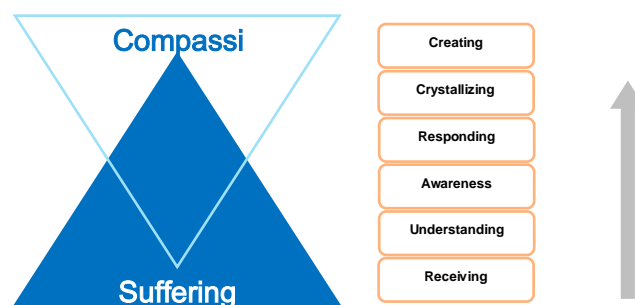 Compassi
Suffering
Creating
Crystallizing
Responding
Awareness
Understanding
Receiving